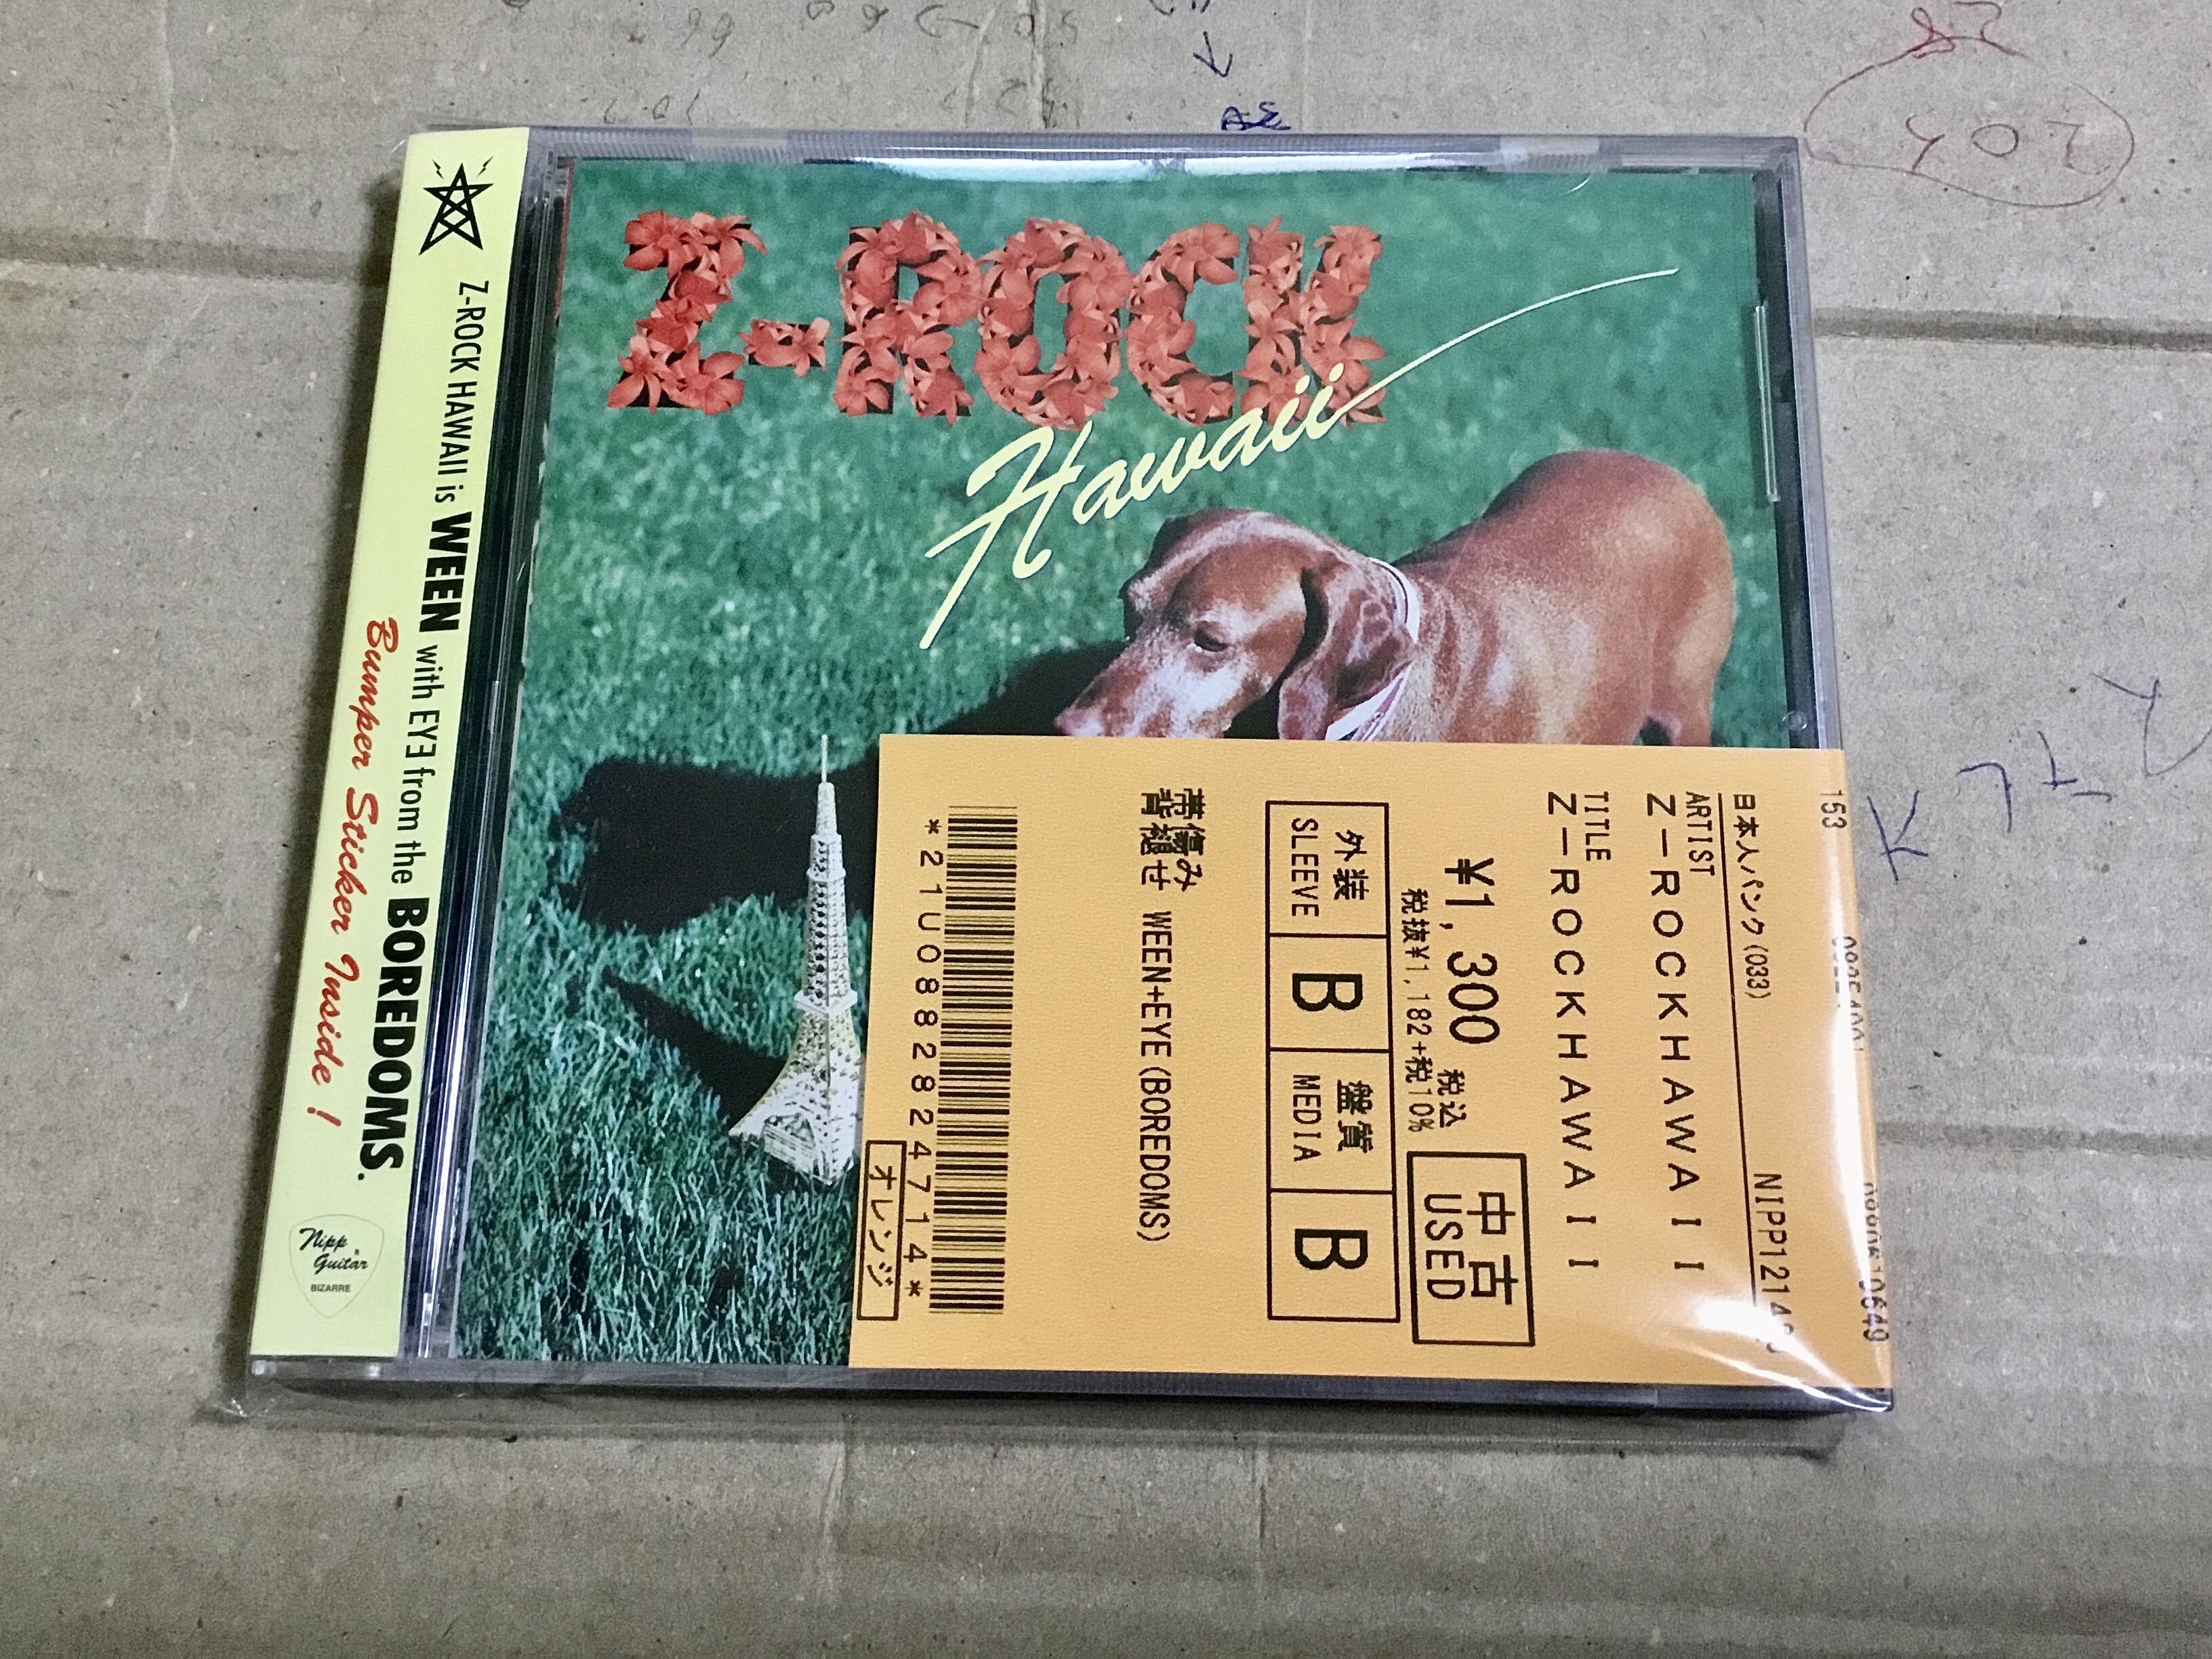 Z-ROCK
Hawaii
Z-ROCK HAWAII is WEEN with EYƎ from the BOREDOMS.
Bumper Sticker Inside !
Nipp
Guitar
BIZARRE
153
日本人パンク(033)
ARTIST
Z－ROCKHAWAII
TITLE
Z－ROCKHAWAII
¥1,300 税込
税抜¥1,182+税10%
中古
USED
外装
SLEEVE
B
盤質
MEDIA
B
帯傷み
背褪せ WEEN+EYE(BOREDOMS)
*21U088282824714*
オレンジ